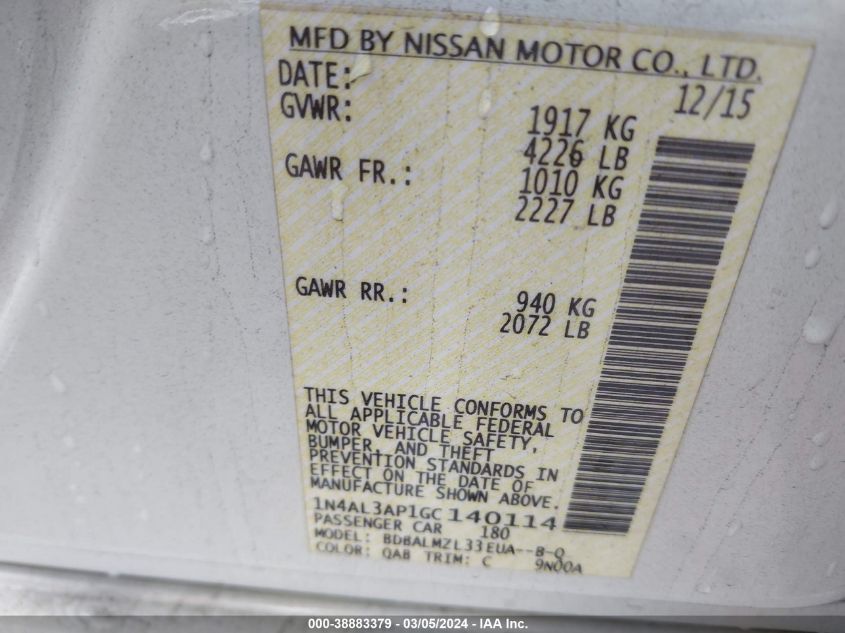 MFD BY NISSAN MOTOR CO., LTD.
DATE: 12/15
GVWR: 1917 KG
4226 LB
GAWR FR.: 1010 KG
2227 LB
GAWR RR.: 940 KG
2072 LB
THIS VEHICLE CONFORMS TO
ALL APPLICABLE FEDERAL
MOTOR VEHICLE SAFETY,
BUMPER, AND THEFT
PREVENTION STANDARDS IN
EFFECT ON THE DATE OF
MANUFACTURE SHOWN ABOVE.
1N4AL3AP1GC140114
PASSENGER CAR 180
MODEL: BDBALMZL33EUA--B-Q
COLOR: QAB TRIM: C 9N00A
000-38883379 - 03/05/2024 - IAA Inc.